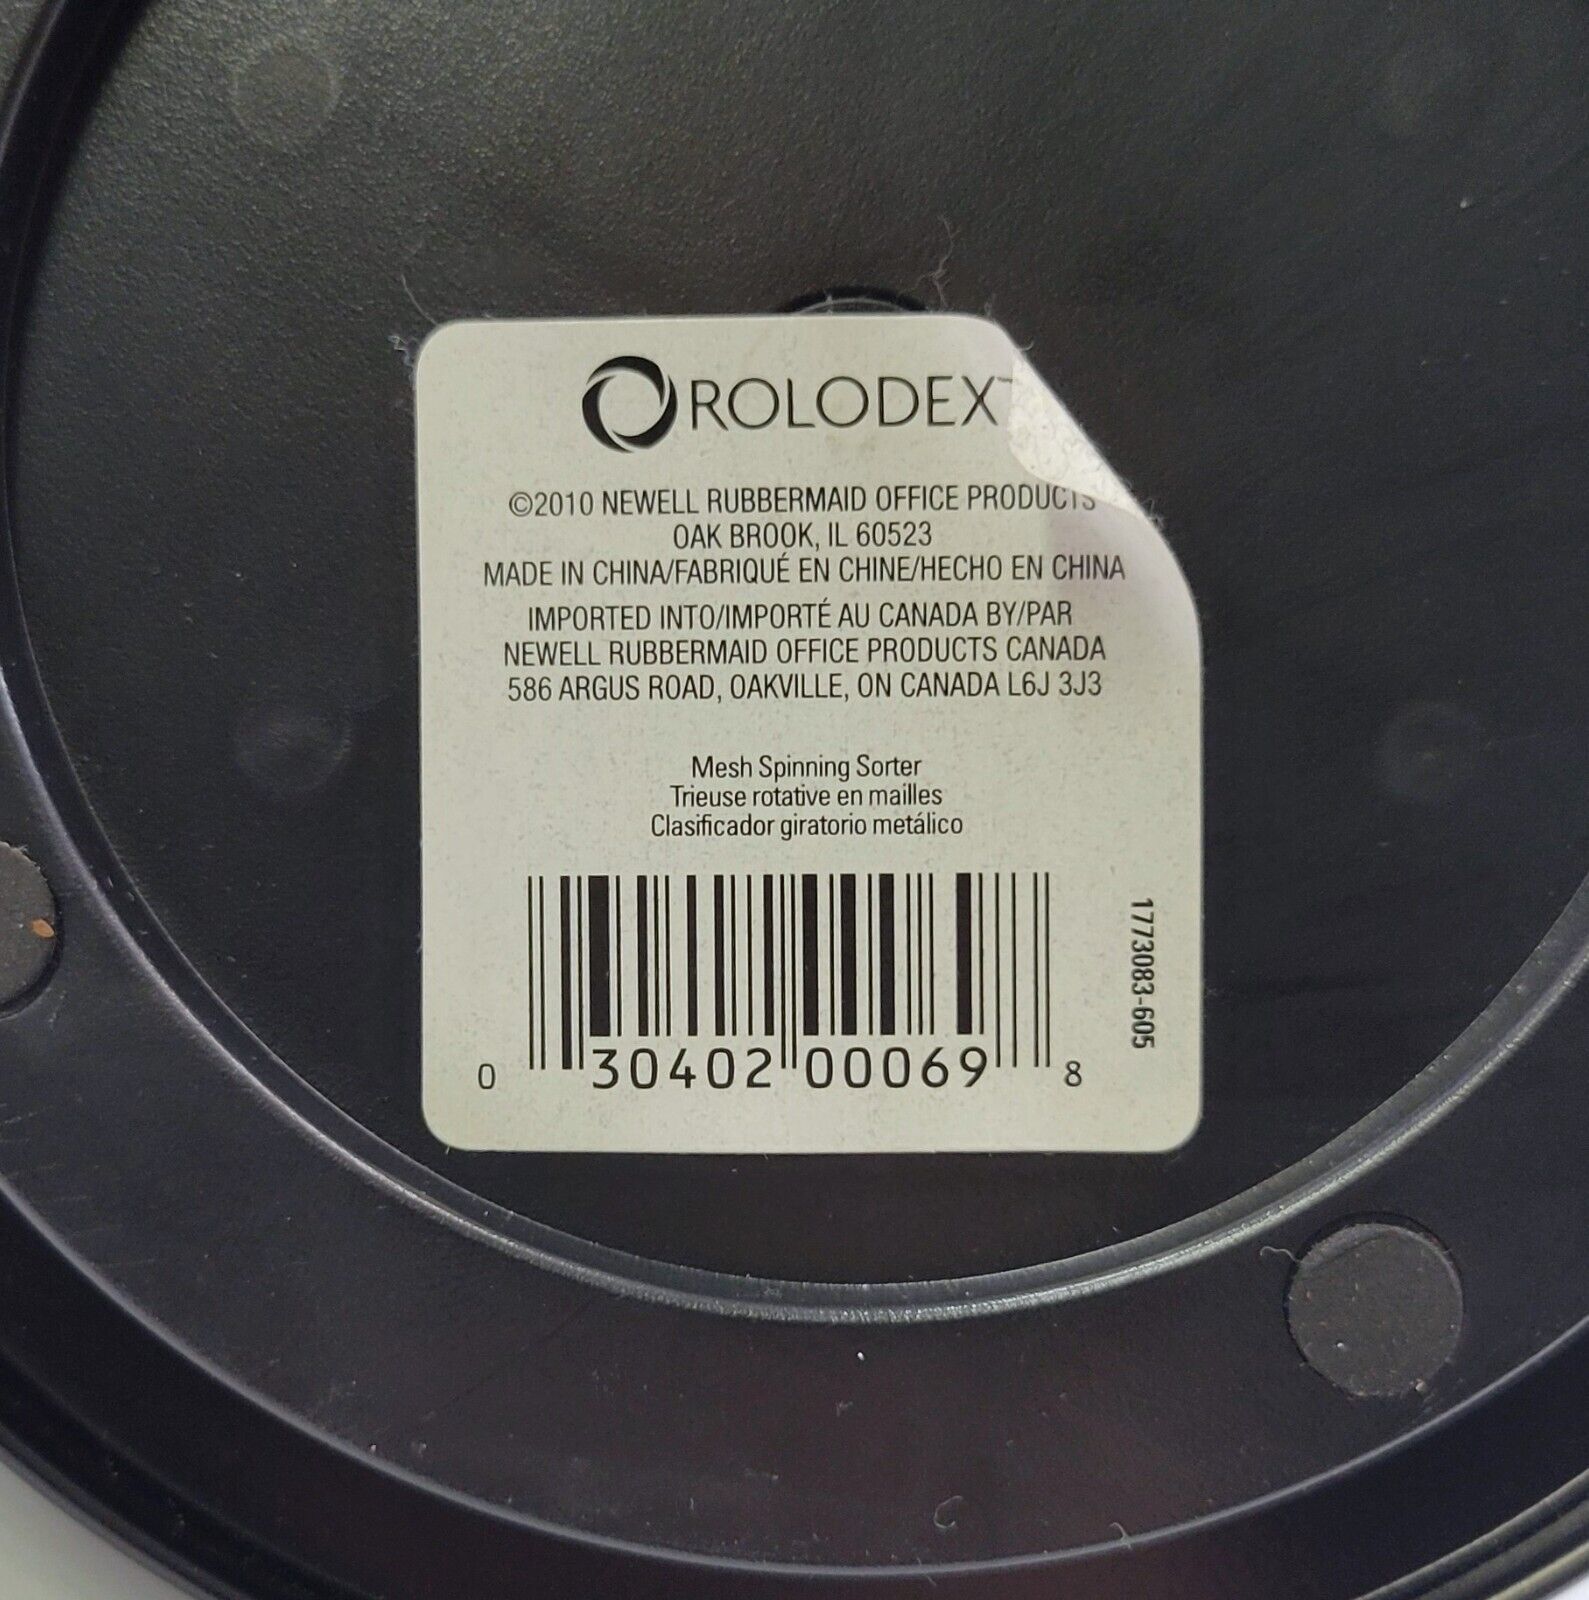 ROLODEX™
©2010 NEWELL RUBBERMAID OFFICE PRODUCTS
OAK BROOK, IL 60523
MADE IN CHINA/FABRIQUÉ EN CHINE/HECHO EN CHINA
IMPORTED INTO/IMPORTÉ AU CANADA BY/PAR
NEWELL RUBBERMAID OFFICE PRODUCTS CANADA
586 ARGUS ROAD, OAKVILLE, ON CANADA L6J 3J3
Mesh Spinning Sorter
Trieuse rotative en mailles
Clasificador giratorio metálico
0 30402 00069 8
1773083-605